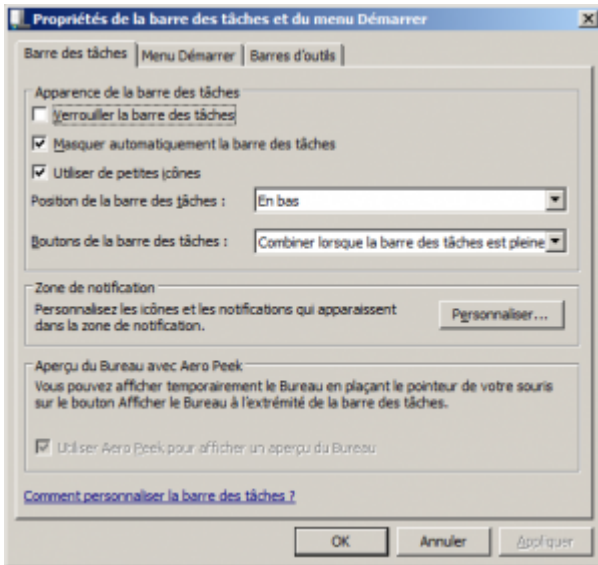 Propriétés de la barre des tâches et du menu Démarrer
Barre des tâches Menu Démarrer Barres d'outils
Apparence de la barre des tâches
Verrouiller la barre des tâches
Masquer automatiquement la barre des tâches
Utiliser de petites icônes
Position de la barre des tâches : En bas
Boutons de la barre des tâches : Combiner lorsque la barre des tâches est pleine
Zone de notification
Personnalisez les icônes et les notifications qui apparaissent
dans la zone de notification.
Personnaliser...
Aperçu du Bureau avec Aero Peek
Vous pouvez afficher temporairement le Bureau en plaçant le pointeur de votre souris
sur le bouton Afficher le Bureau à l'extrémité de la barre des tâches.
Utiliser Aero Peek pour afficher un aperçu du Bureau
Comment personnaliser la barre des tâches ?
OK Annuler Appliquer